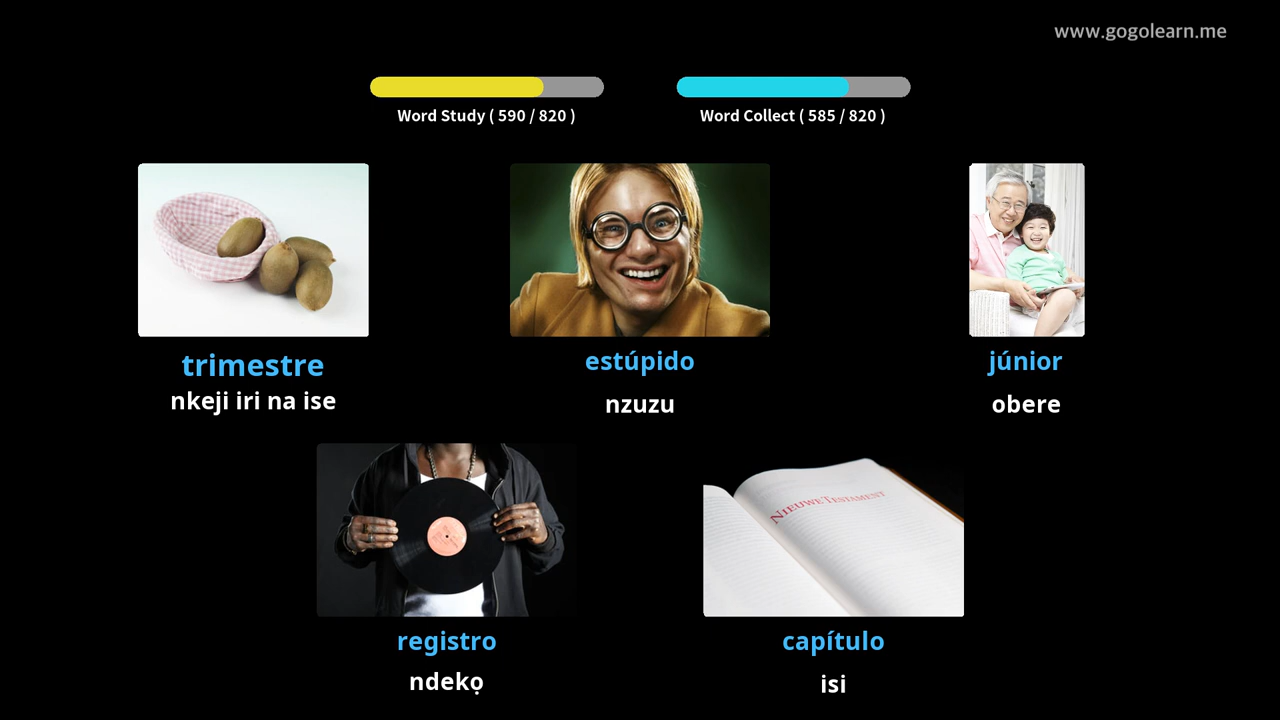 www.gogolearn.me
Word Study ( 590 / 820 )
Word Collect ( 585 / 820 )
trimestre
nkeji iri na ise
estúpido
nzuzu
júnior
obere
NIEUWE TESTAMENT
registro
ndekọ
capítulo
isi